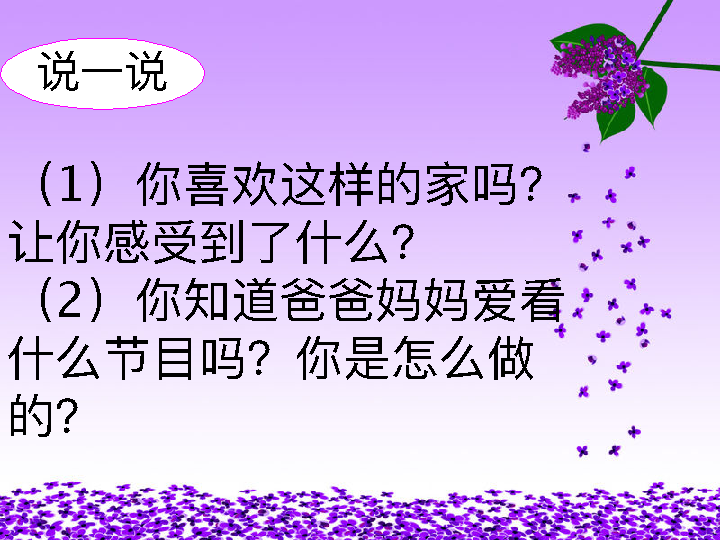 说一说
（1）你喜欢这样的家吗？
让你感受到了什么？
（2）你知道爸爸妈妈爱看
什么节目吗？你是怎么做
的？